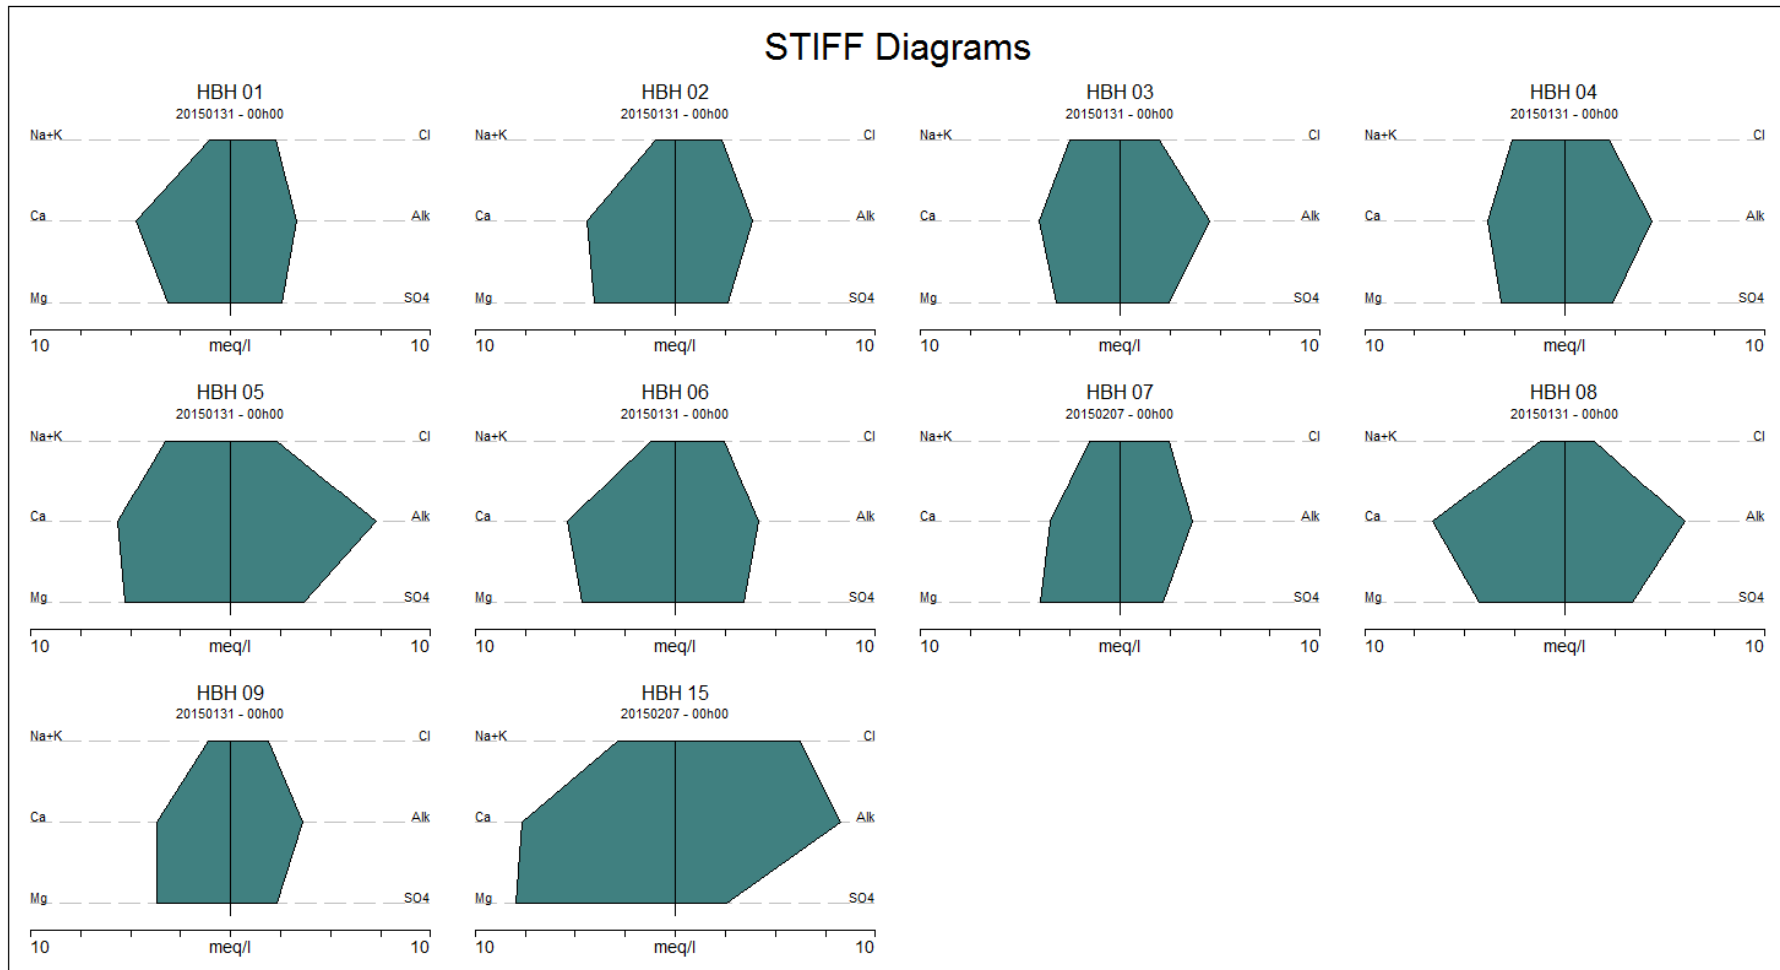 STIFF Diagrams
HBH 01
20150131 - 00h00
Na+K Cl
Ca Alk
Mg SO4
10 meq/l 10
HBH 02
20150131 - 00h00
Na+K Cl
Ca Alk
Mg SO4
10 meq/l 10
HBH 03
20150131 - 00h00
Na+K Cl
Ca Alk
Mg SO4
10 meq/l 10
HBH 04
20150131 - 00h00
Na+K Cl
Ca Alk
Mg SO4
10 meq/l 10
HBH 05
20150131 - 00h00
Na+K Cl
Ca Alk
Mg SO4
10 meq/l 10
HBH 06
20150131 - 00h00
Na+K Cl
Ca Alk
Mg SO4
10 meq/l 10
HBH 07
20150207 - 00h00
Na+K Cl
Ca Alk
Mg SO4
10 meq/l 10
HBH 08
20150131 - 00h00
Na+K Cl
Ca Alk
Mg SO4
10 meq/l 10
HBH 09
20150131 - 00h00
Na+K Cl
Ca Alk
Mg SO4
10 meq/l 10
HBH 15
20150207 - 00h00
Na+K Cl
Ca Alk
Mg SO4
10 meq/l 10